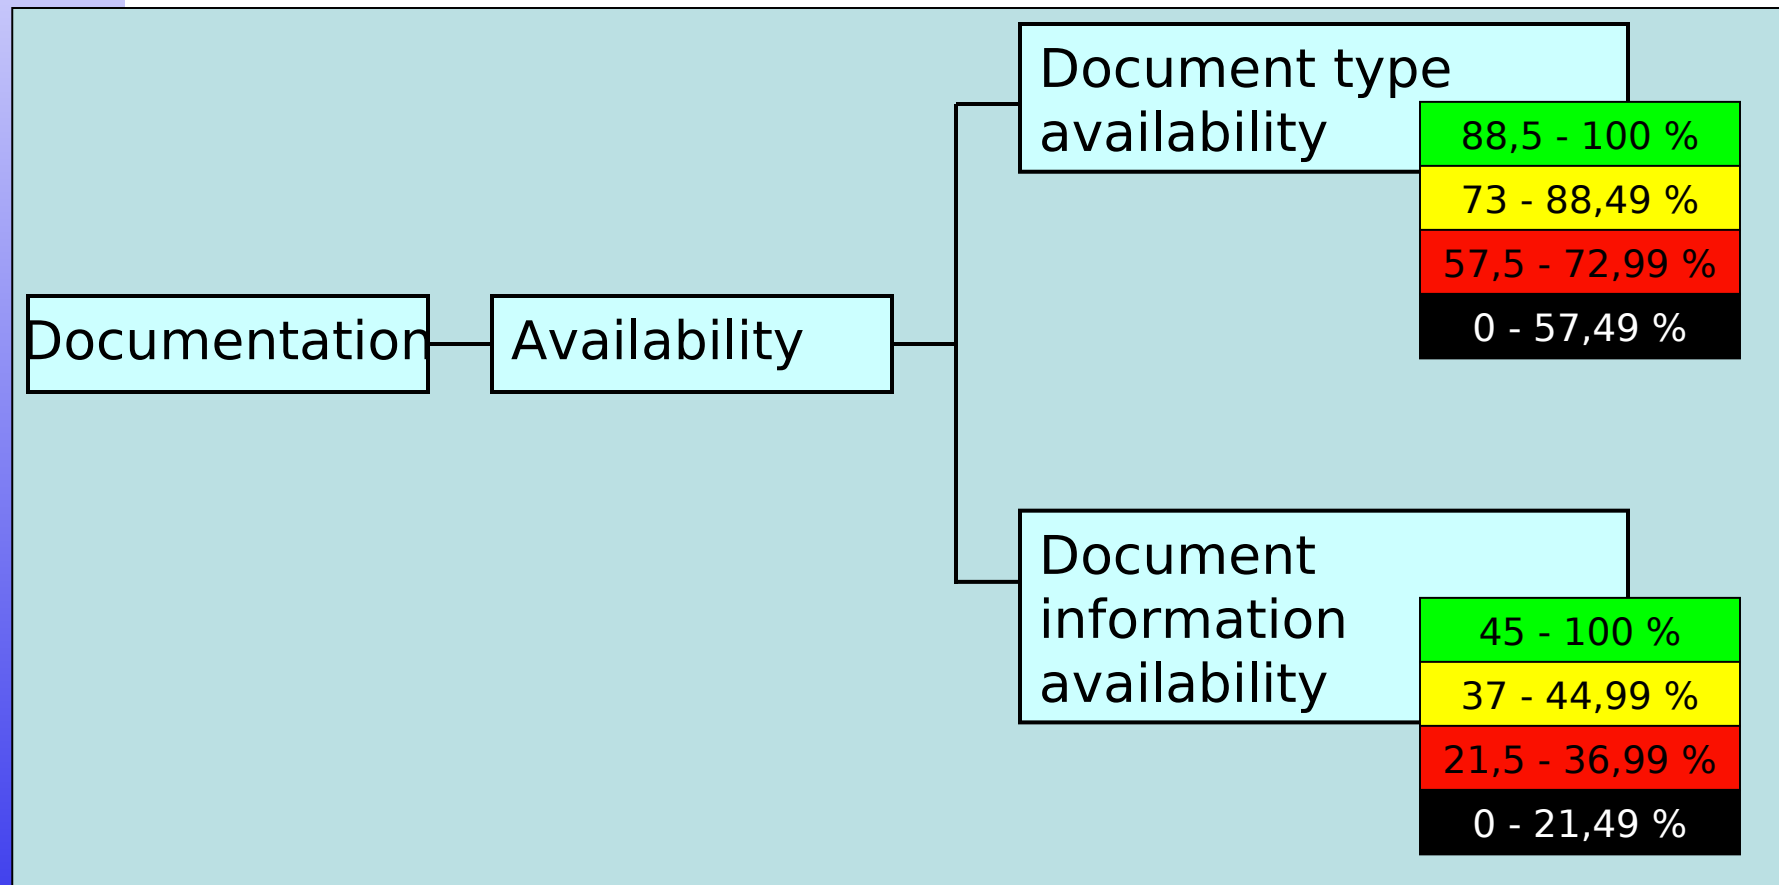 Documentation
Availability
Document type
availability
88,5 - 100 %
73 - 88,49 %
57,5 - 72,99 %
0 - 57,49 %
Document
information
availability
45 - 100 %
37 - 44,99 %
21,5 - 36,99 %
0 - 21,49 %